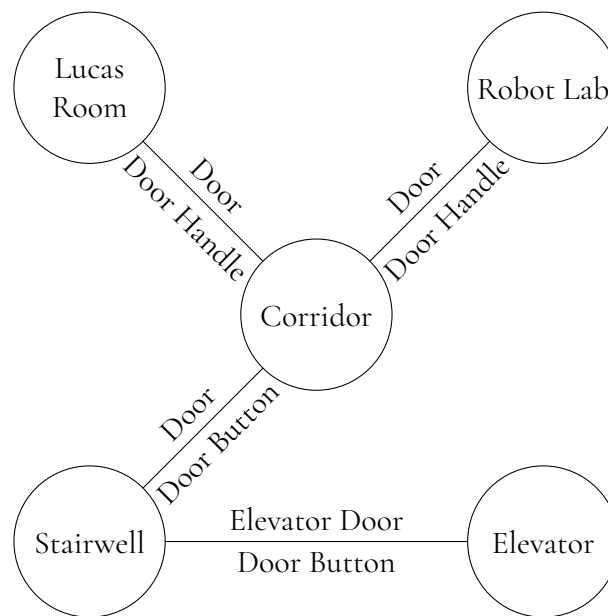 Lucas
Room
Robot Lab
Door
Door Handle
Door
Door Handle
Corridor
Door
Door Button
Stairwell
Elevator Door
Door Button
Elevator